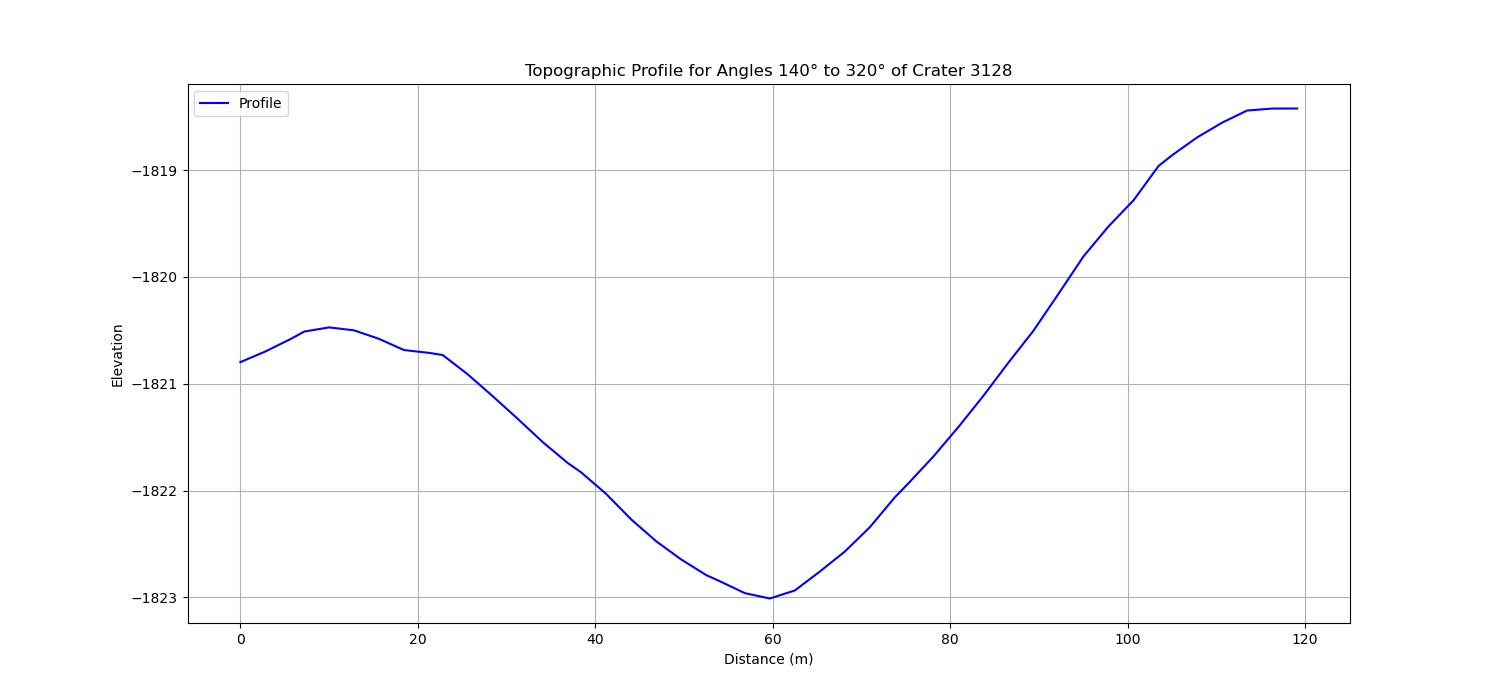 Topographic Profile for Angles 140° to 320° of Crater 3128
Profile
−1819
−1820
−1821
−1822
−1823
Elevation
0 20 40 60 80 100 120
Distance (m)